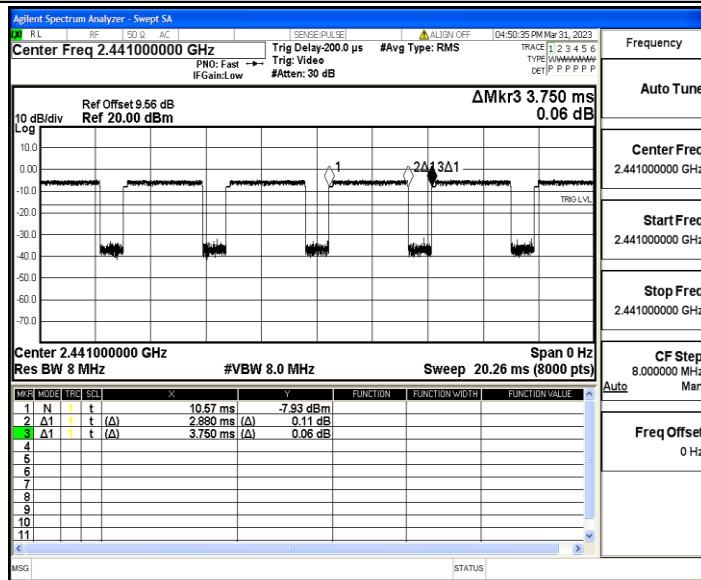 Agilent Spectrum Analyzer - Swept SA
RL RF 50 Ω AC SENSE:PULSE ALIGN OFF 04:50:35 PM Mar 31, 2023
Center Freq 2.441000000 GHz
PNO: Fast
IFGain:Low
Trig Delay-200.0 µs
Trig: Video
#Atten: 30 dB
#Avg Type: RMS
TRACE 1 2 3 4 5 6
TYPE WWWWWW
DET P P P P P P
ΔMkr3 3.750 ms
0.06 dB
Ref Offset 9.56 dB
10 dB/div Ref 20.00 dBm
Log
10.0
0.00
-10.0
-20.0
-30.0
-40.0
-50.0
-60.0
-70.0
1
2Δ1 3Δ1
TRIG LVL
Center 2.441000000 GHz Span 0 Hz
Res BW 8 MHz #VBW 8.0 MHz Sweep 20.26 ms (8000 pts)
MKR MODE TRC SCL X Y FUNCTION FUNCTION WIDTH FUNCTION VALUE
1 N t 10.57 ms -7.93 dBm
2 Δ1 t (Δ) 2.880 ms (Δ) 0.11 dB
3 Δ1 t (Δ) 3.750 ms (Δ) 0.06 dB
4
5
6
7
8
9
10
11
MSG STATUS
Frequency
Auto Tune
Center Freq
2.441000000 GHz
Start Freq
2.441000000 GHz
Stop Freq
2.441000000 GHz
CF Step
8.000000 MHz
Auto Man
Freq Offset
0 Hz